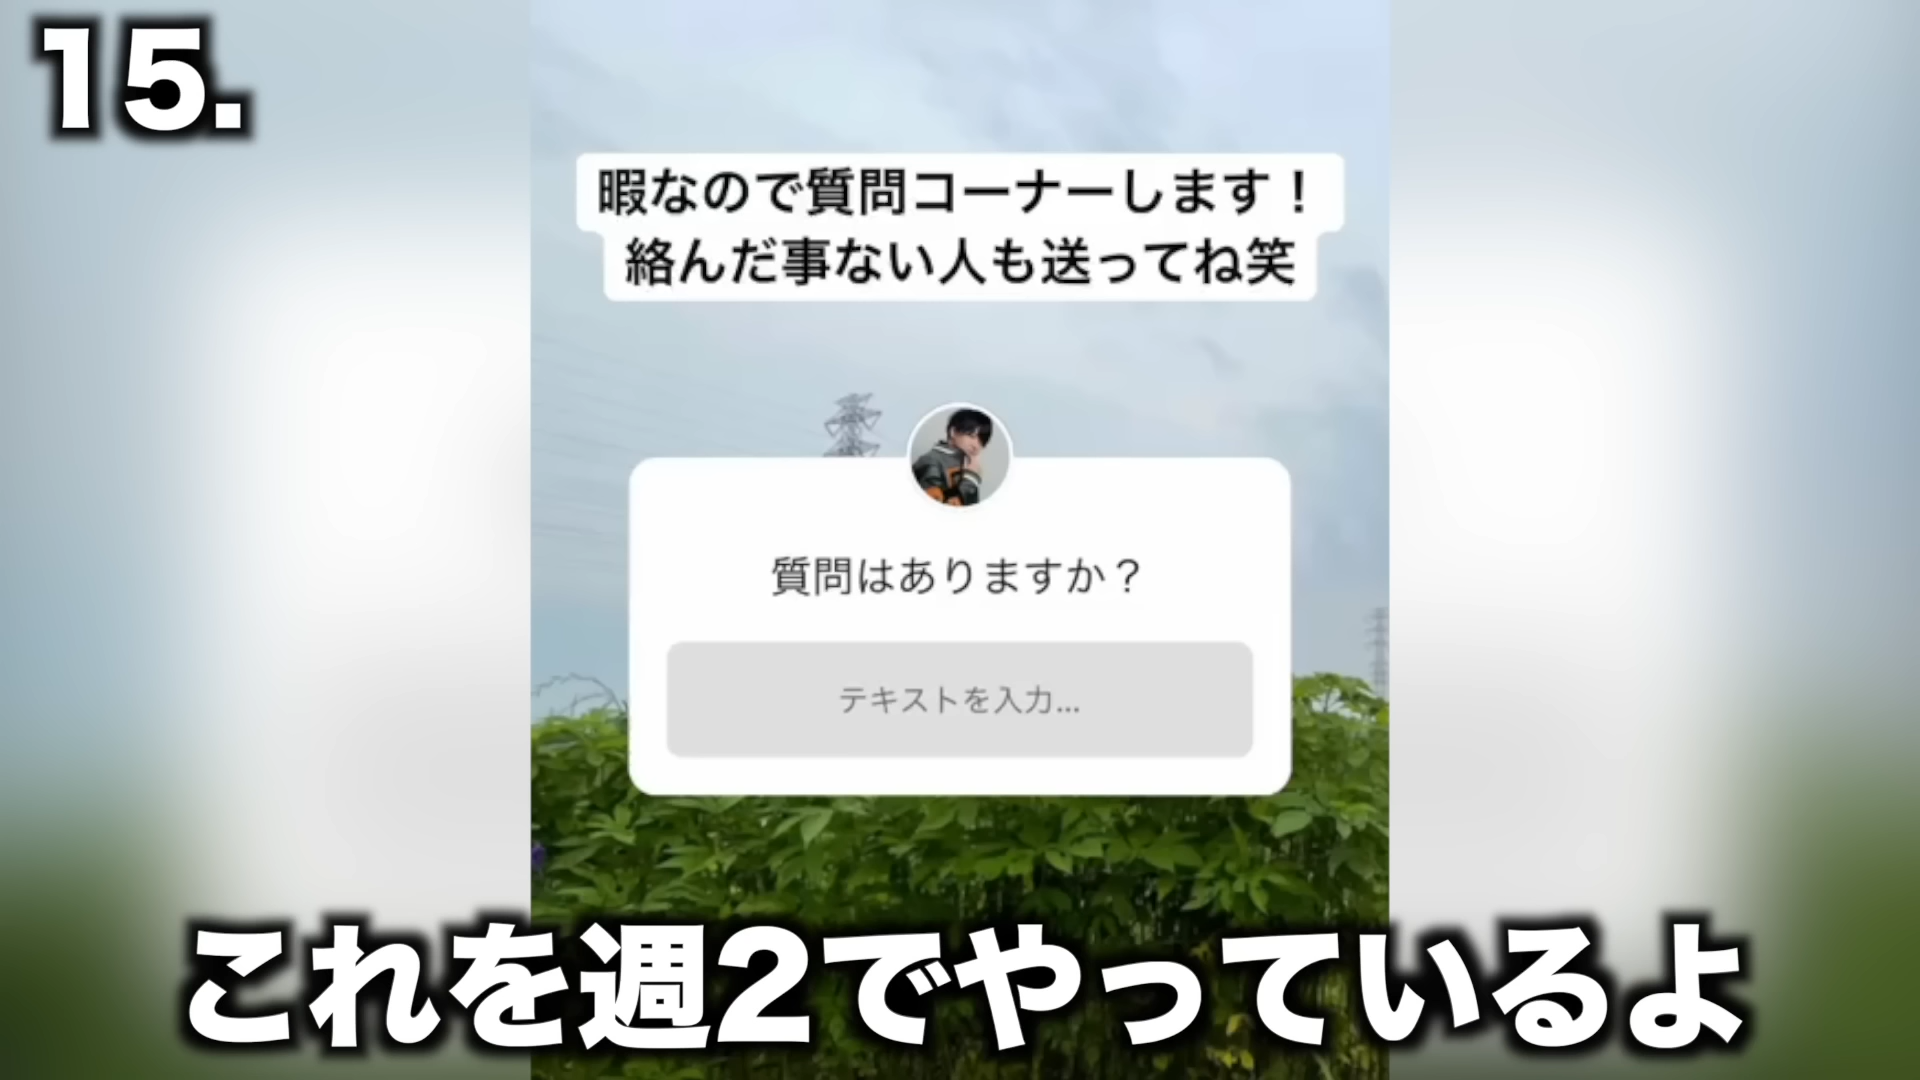 15.
暇なので質問コーナーします！
絡んだ事ない人も送ってね笑
質問はありますか？
テキストを入力...
これを週2でやっているよ